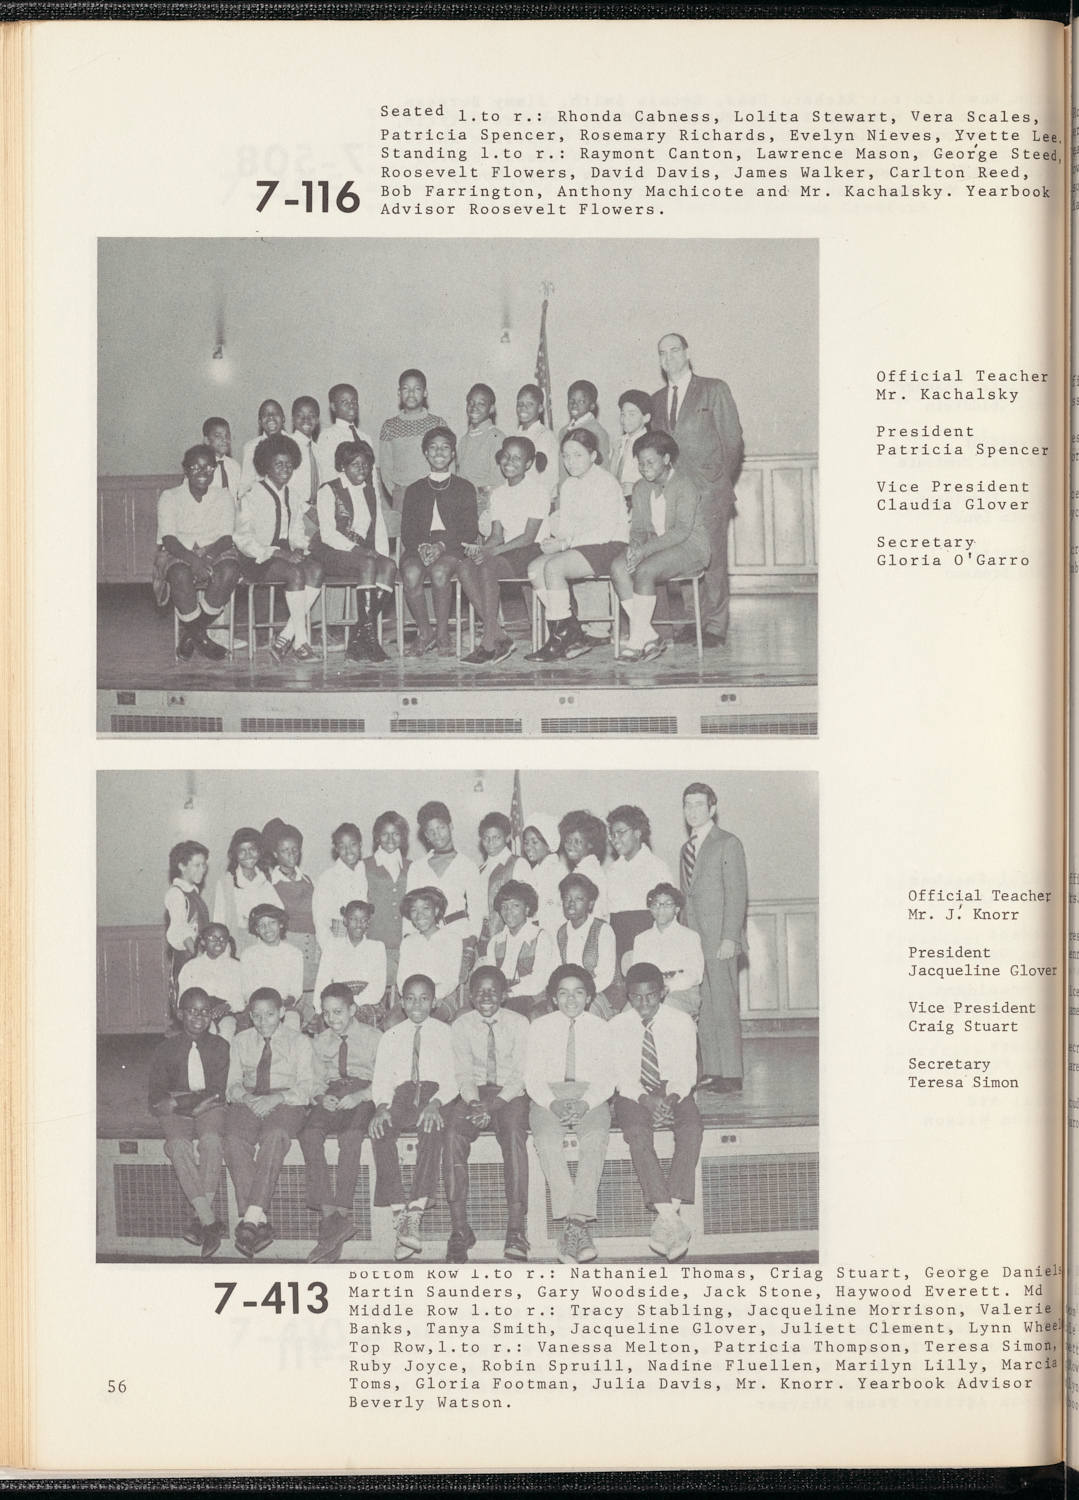 Seated l.to r.: Rhonda Cabness, Lolita Stewart, Vera Scales,
Patricia Spencer, Rosemary Richards, Evelyn Nieves, Yvette Lee.
Standing l.to r.: Raymont Canton, Lawrence Mason, George Steed,
Roosevelt Flowers, David Davis, James Walker, Carlton Reed,
Bob Farrington, Anthony Machicote and Mr. Kachalsky. Yearbook
Advisor Roosevelt Flowers.
7-116
Official Teacher
Mr. Kachalsky
President
Patricia Spencer
Vice President
Claudia Glover
Secretary
Gloria O'Garro
Official Teacher
Mr. J. Knorr
President
Jacqueline Glover
Vice President
Craig Stuart
Secretary
Teresa Simon
7-413
Bottom Row l.to r.: Nathaniel Thomas, Criag Stuart, George Daniels
Martin Saunders, Gary Woodside, Jack Stone, Haywood Everett. Md
Middle Row l.to r.: Tracy Stabling, Jacqueline Morrison, Valerie
Banks, Tanya Smith, Jacqueline Glover, Juliett Clement, Lynn Wheel
Top Row,l.to r.: Vanessa Melton, Patricia Thompson, Teresa Simon,
Ruby Joyce, Robin Spruill, Nadine Fluellen, Marilyn Lilly, Marcia
Toms, Gloria Footman, Julia Davis, Mr. Knorr. Yearbook Advisor
Beverly Watson.
56